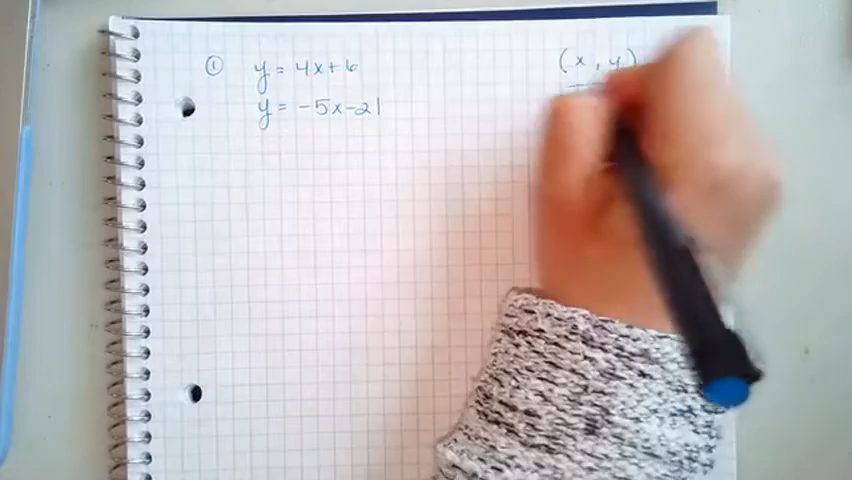 ① y = 4x+6
y = -5x-21
(x, y)